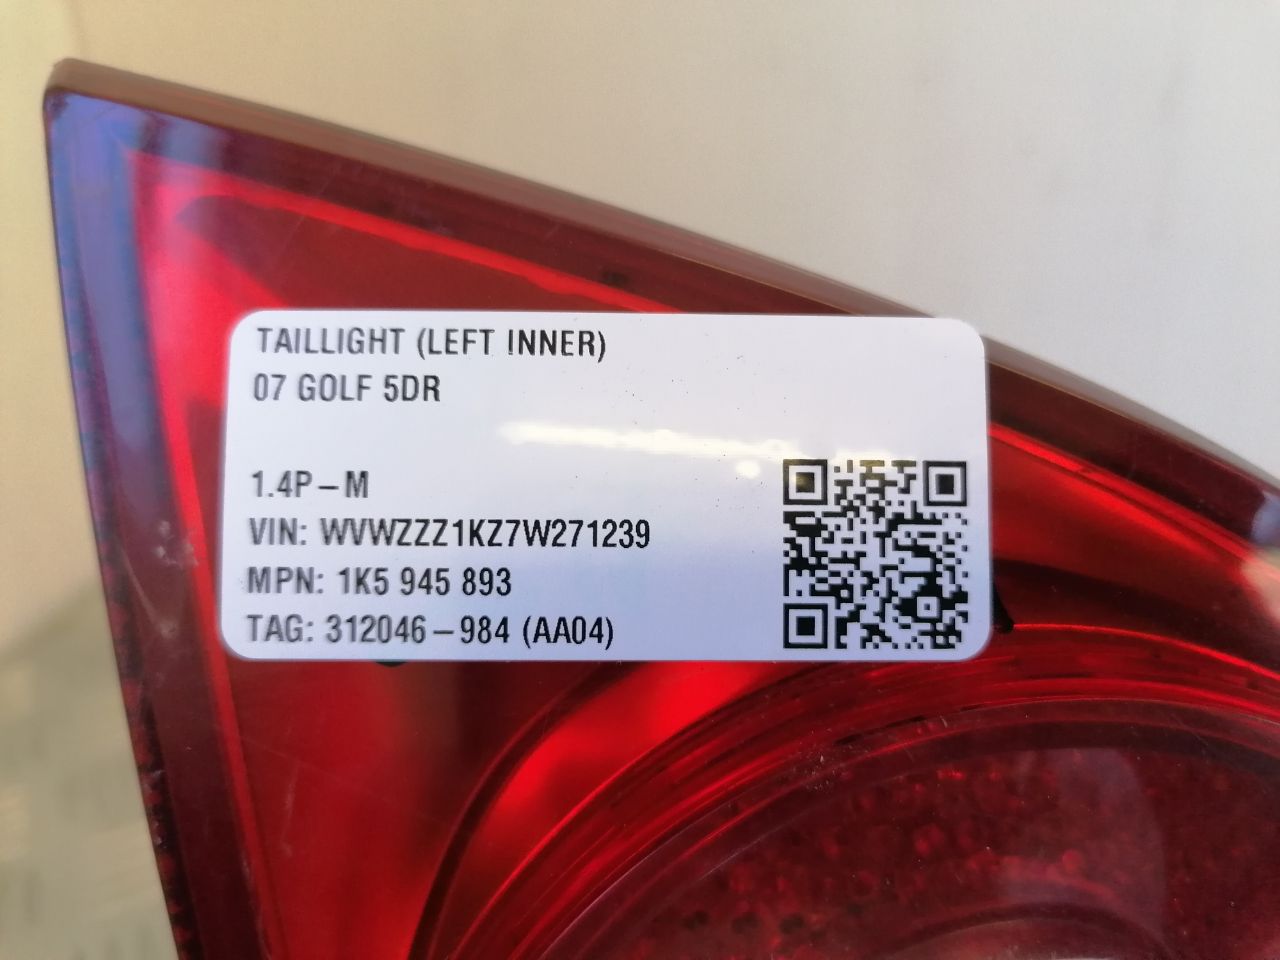 TAILLIGHT (LEFT INNER)
07 GOLF 5DR
1.4P-M
VIN: WVWZZZ1KZ7W271239
MPN: 1K5 945 893
TAG: 312046-984 (AA04)